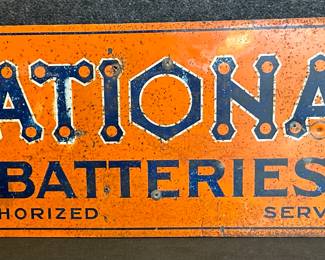 ATIONA
BATTERIES
HORIZED SERV